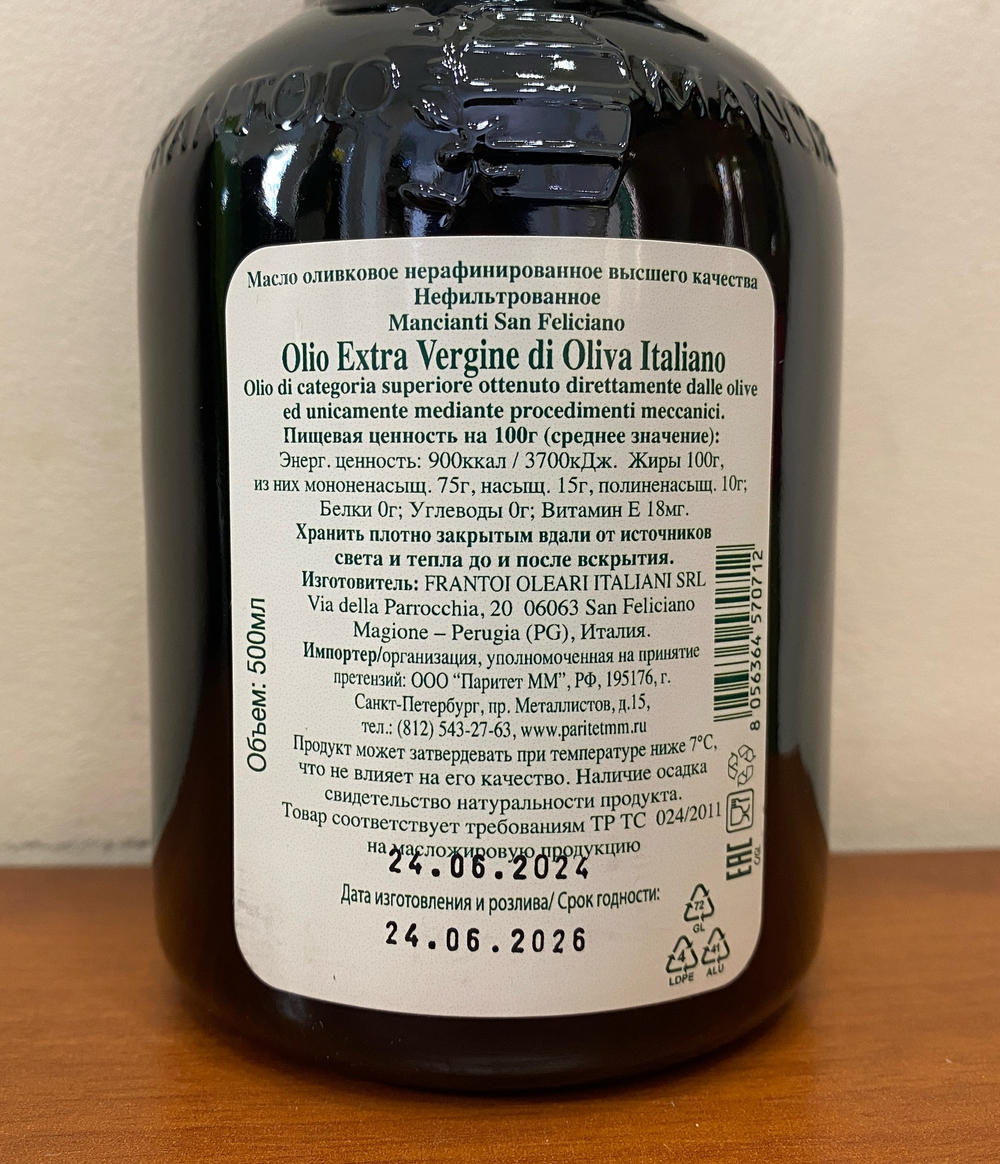 FRANTOIO MANCIA
Масло оливковое нерафинированное высшего качества
Нефильтрованное
Mancianti San Feliciano
Olio Extra Vergine di Oliva Italiano
Olio di categoria superiore ottenuto direttamente dalle olive
ed unicamente mediante procedimenti meccanici.
Пищевая ценность на 100г (среднее значение):
Энерг. ценность: 900ккал / 3700кДж. Жиры 100г,
из них мононенасыщ. 75г, насыщ. 15г, полиненасыщ. 10г;
Белки 0г; Углеводы 0г; Витамин Е 18мг.
Хранить плотно закрытым вдали от источников
света и тепла до и после вскрытия.
Изготовитель: FRANTOI OLEARI ITALIANI SRL
Via della Parrocchia, 20 06063 San Feliciano
Magione – Perugia (PG), Италия.
Импортер/организация, уполномоченная на принятие
претензий: ООО “Паритет ММ”, РФ, 195176, г.
Санкт-Петербург, пр. Металлистов, д.15,
тел.: (812) 543-27-63, www.paritetmm.ru
Продукт может затвердевать при температуре ниже 7°С,
что не влияет на его качество. Наличие осадка
свидетельство натуральности продукта.
Товар соответствует требованиям ТР ТС 024/2011
на масложировую продукцию
24.06.2024
Дата изготовления и розлива/ Срок годности:
24.06.2026
Объем: 500мл
8 056364 570712
EAC
72
GL
4
LDPE
41
ALU